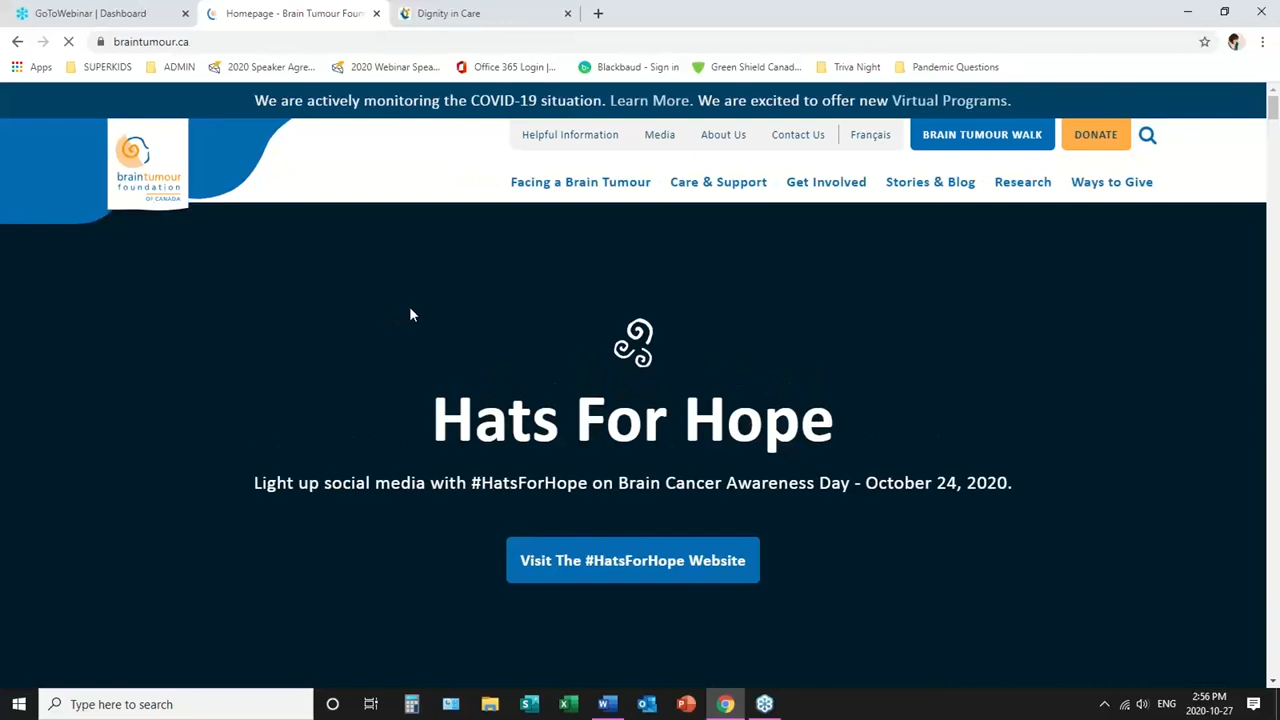 GoToWebinar | Dashboard
Homepage - Brain Tumour Foun
Dignity in Care
braintumour.ca
Apps
SUPERKIDS
ADMIN
2020 Speaker Agre...
2020 Webinar Spea...
Office 365 Login |...
Blackbaud - Sign in
Green Shield Canad...
Triva Night
Pandemic Questions
We are actively monitoring the COVID-19 situation. Learn More. We are excited to offer new Virtual Programs.
Helpful Information
Media
About Us
Contact Us
Français
BRAIN TUMOUR WALK
DONATE
braintumour
foundation
OF CANADA
Facing a Brain Tumour
Care & Support
Get Involved
Stories & Blog
Research
Ways to Give
Hats For Hope
Light up social media with #HatsForHope on Brain Cancer Awareness Day - October 24, 2020.
Visit The #HatsForHope Website
Type here to search
ENG
2:56 PM
2020-10-27